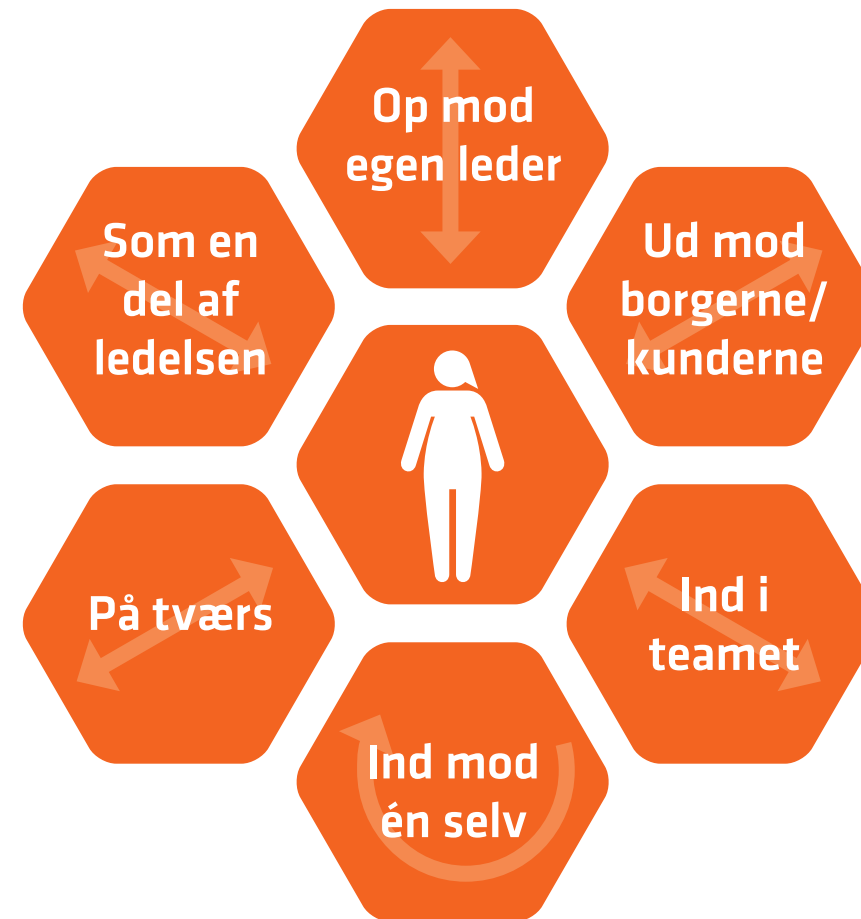 Op mod
egen leder
Som en
del af
ledelsen
Ud mod
borgerne/
kunderne
På tværs
Ind i
teamet
Ind mod
én selv